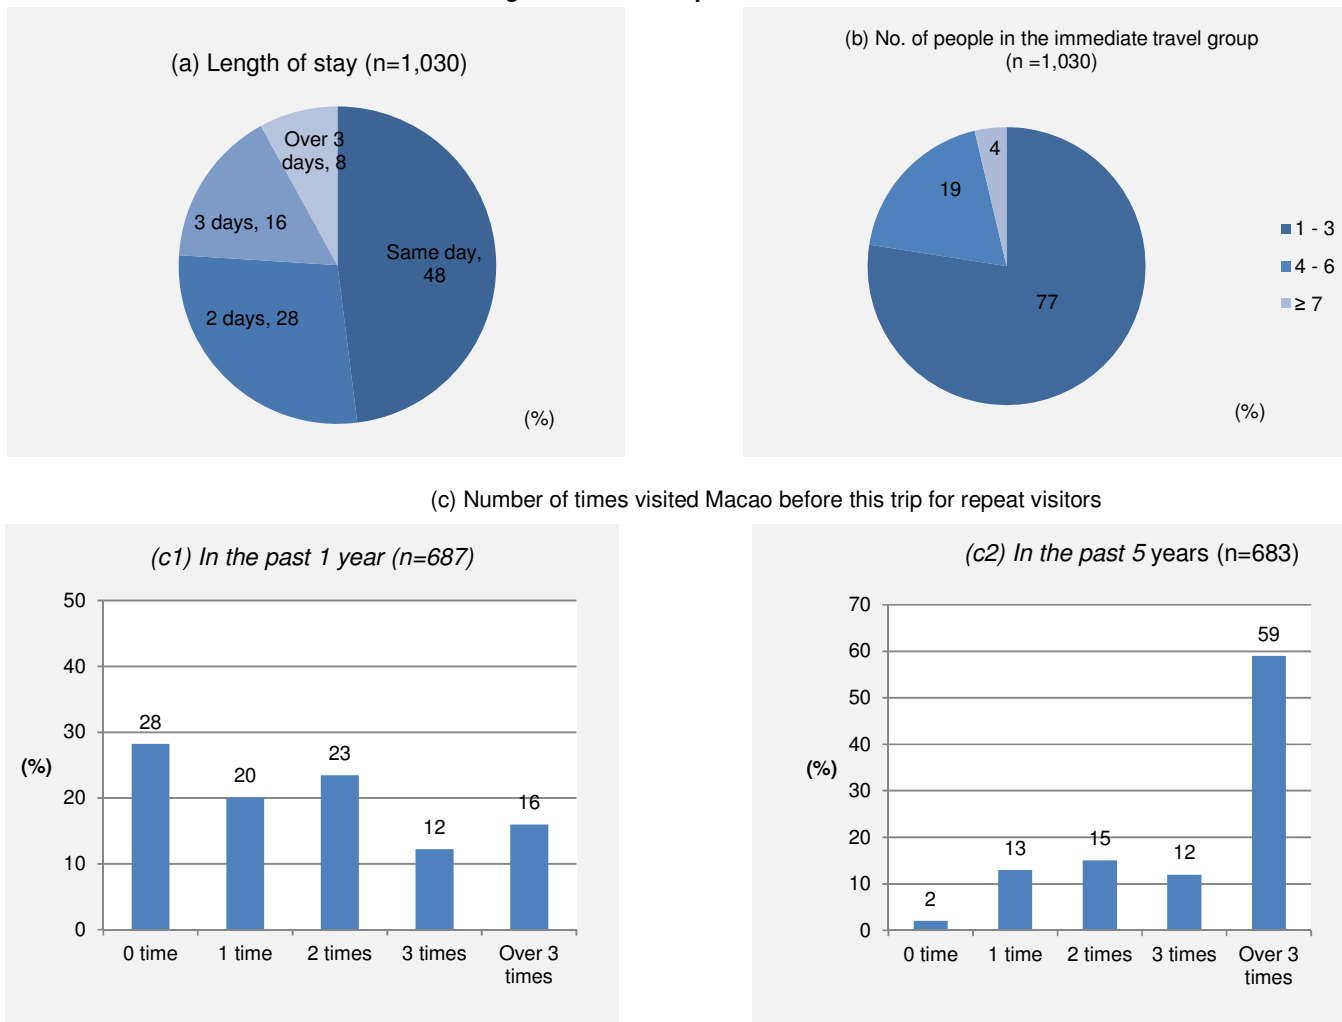 (a) Length of stay (n=1,030)
Over 3
days, 8
3 days, 16
Same day,
48
2 days, 28
(%)
(b) No. of people in the immediate travel group
(n =1,030)
4
19
77
1 - 3
4 - 6
≥ 7
(%)
(c) Number of times visited Macao before this trip for repeat visitors
(c1) In the past 1 year (n=687)
50
40
30
20
10
0
(%)
28
20
23
12
16
0 time
1 time
2 times
3 times
Over 3
times
(c2) In the past 5 years (n=683)
70
60
50
40
30
20
10
0
(%)
2
13
15
12
59
0 time
1 time
2 times
3 times
Over 3
times